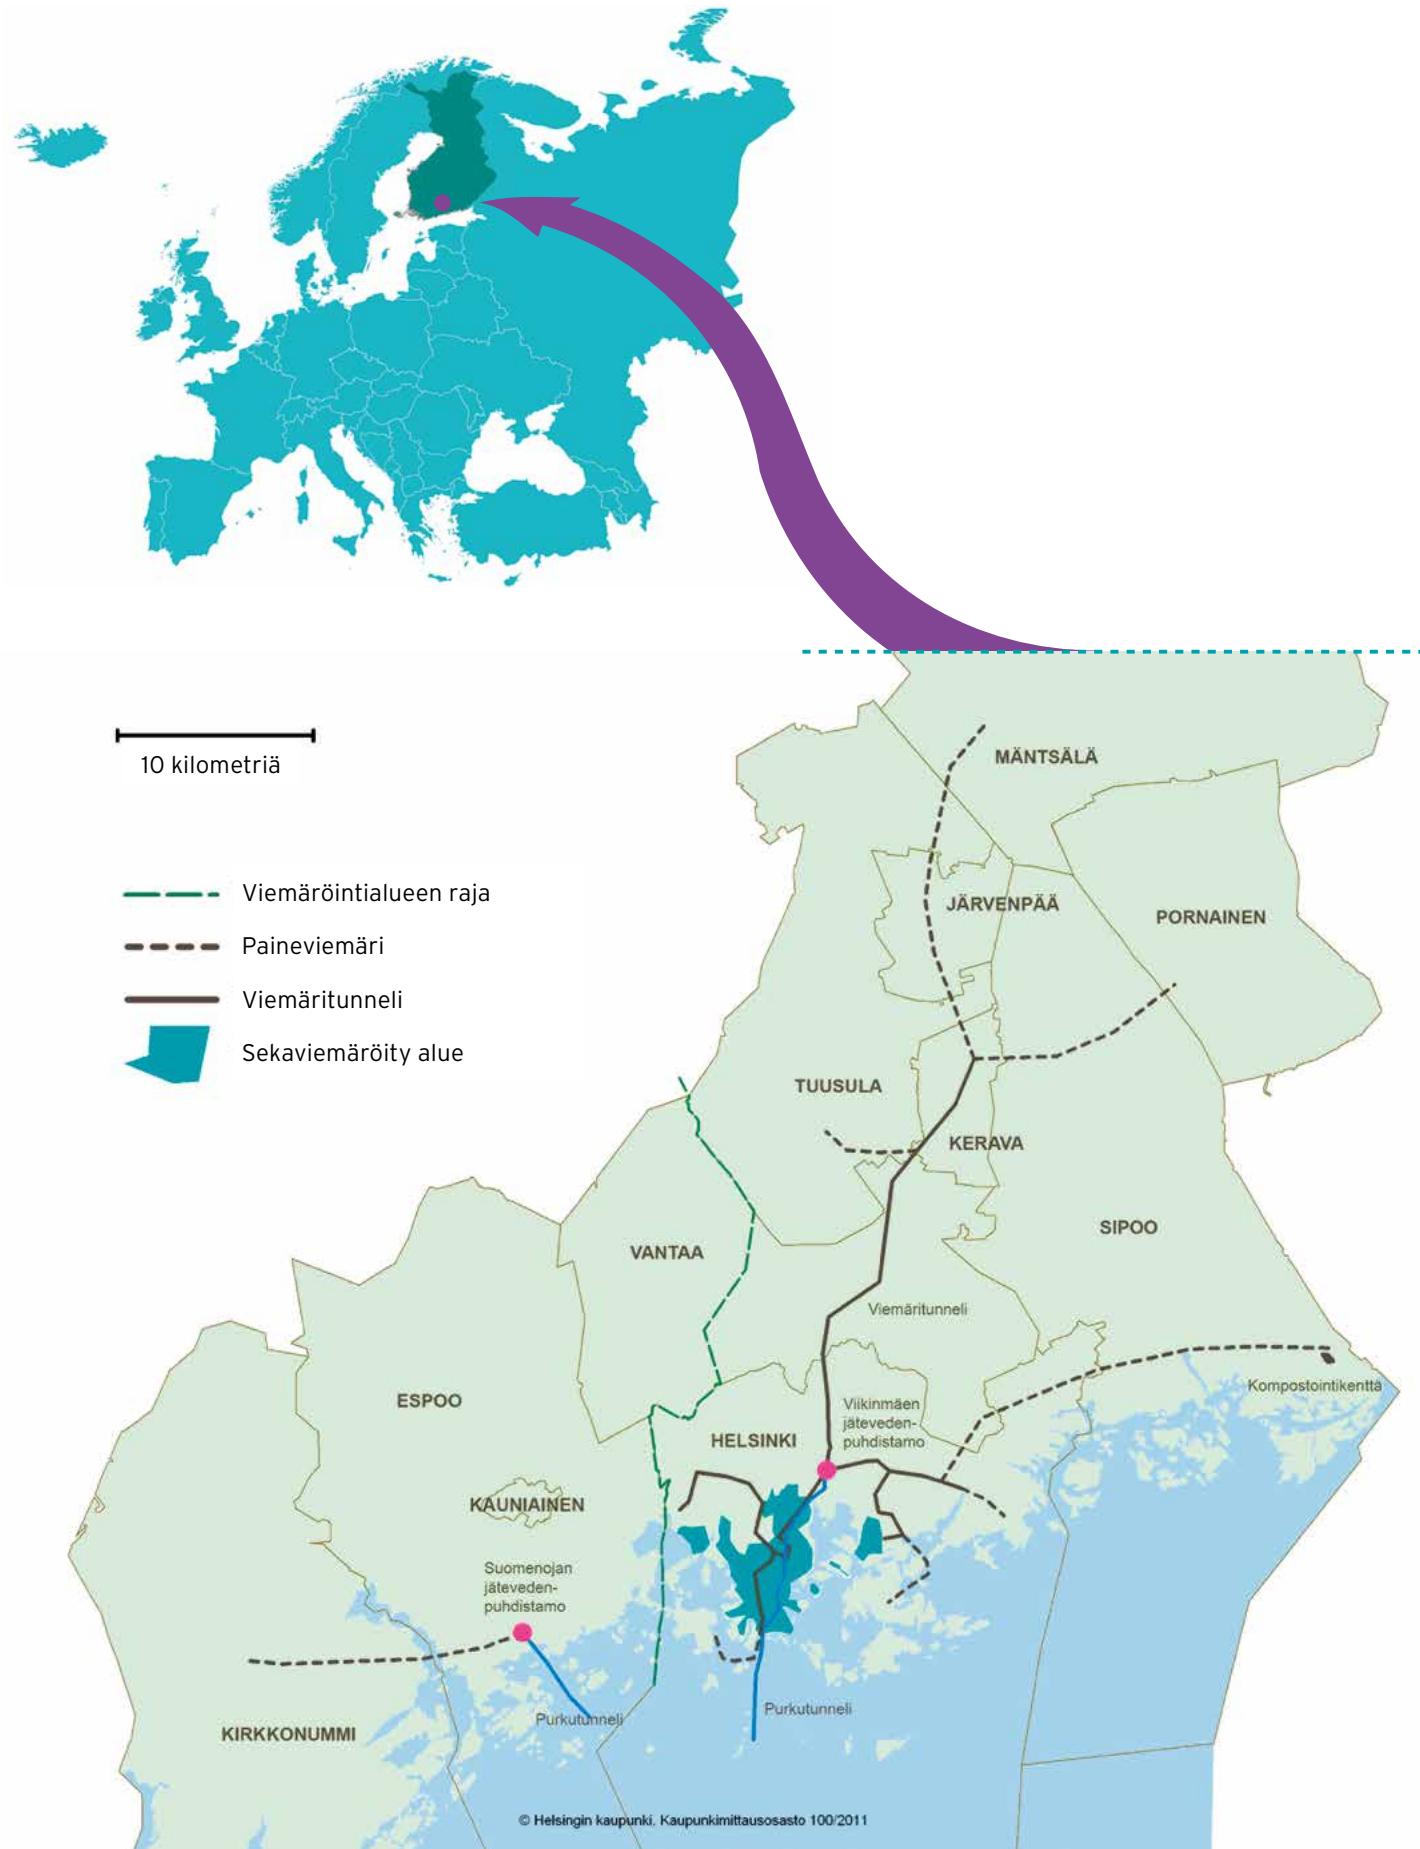 10 kilometriä
Viemäröintialueen raja
Paineviemäri
Viemäritunneli
Sekaviemäröity alue
MÄNTSÄLÄ
JÄRVENPÄÄ
PORNAINEN
TUUSULA
KERAVA
SIPOO
VANTAA
Viemäritunneli
Kompostointikenttä
ESPOO
Viikinmäen
jäteveden-
puhdistamo
HELSINKI
KAUNIAINEN
Suomenojan
jäteveden-
puhdistamo
Purkutunneli
Purkutunneli
KIRKKONUMMI
© Helsingin kaupunki, Kaupunkimittausosasto 100/2011